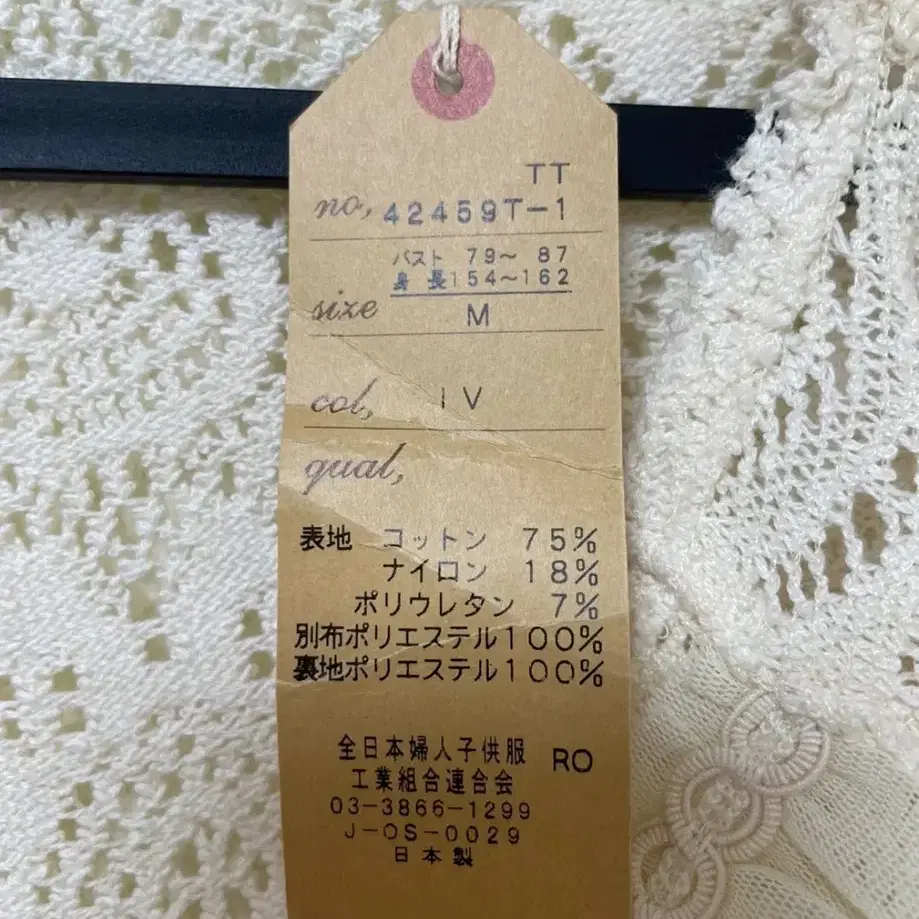 TT
no, 42459T-1
バスト 79～ 87
身 長154～162
size M
col, IV
qual,
表地 コットン 75%
ナイロン 18%
ポリウレタン 7%
別布ポリエステル100%
裏地ポリエステル100%
全日本婦人子供服
工業組合連合会 RO
03-3866-1299
J-OS-0029
日本製